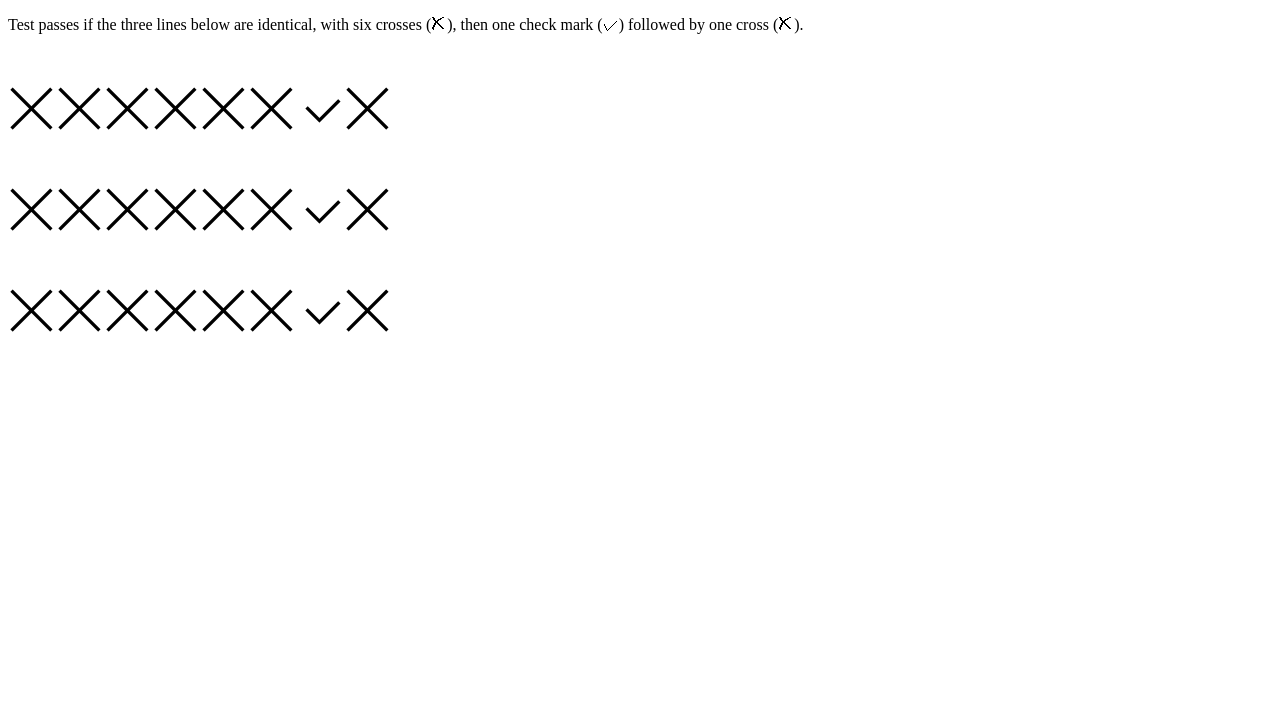 Test passes if the three lines below are identical, with six crosses (✗), then one check mark (✓) followed by one cross (✗).
✗✗✗✗✗✗✓✗
✗✗✗✗✗✗✓✗
✗✗✗✗✗✗✓✗